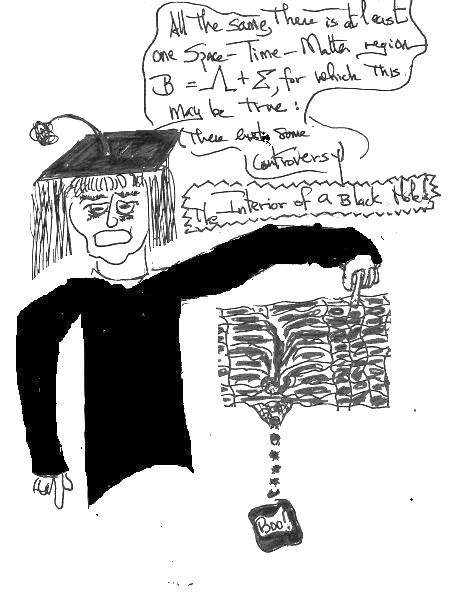 All the same, There is at least
one Space-Time-Matter region
B = Λ + Σ, for which This
may be true:
(There exist some
controversy)
The Interior of a Black Hole
Boo!